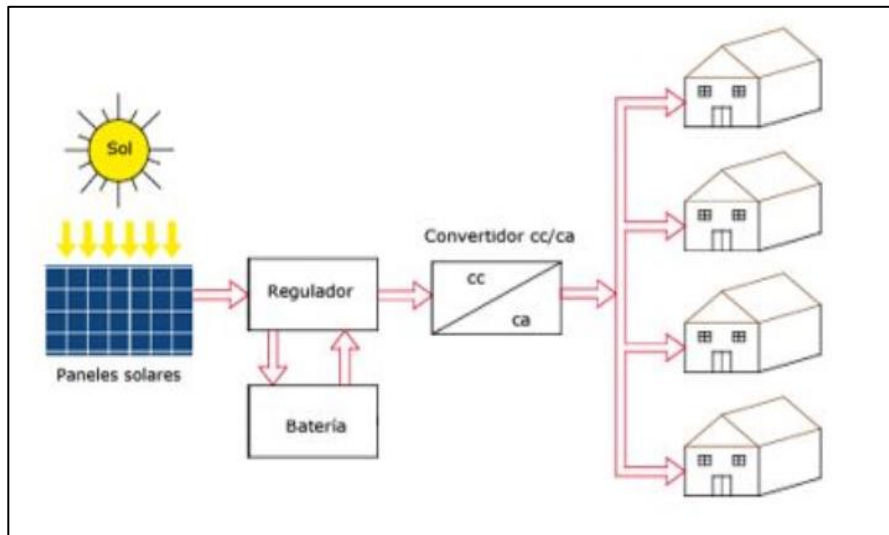 Sol
Convertidor cc/ca
Regulador
cc
ca
Paneles solares
Batería